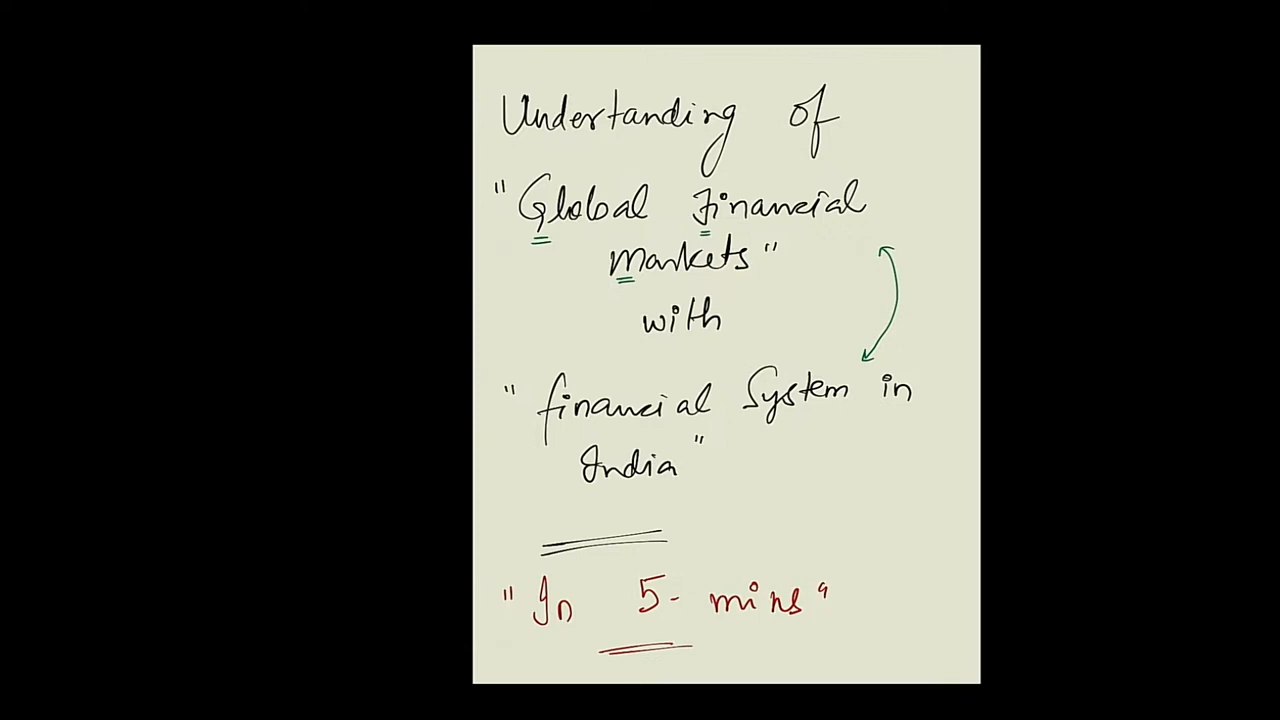 Understanding of
"Global Financial
Markets"
with
"financial System in
India"
"In 5- mins"